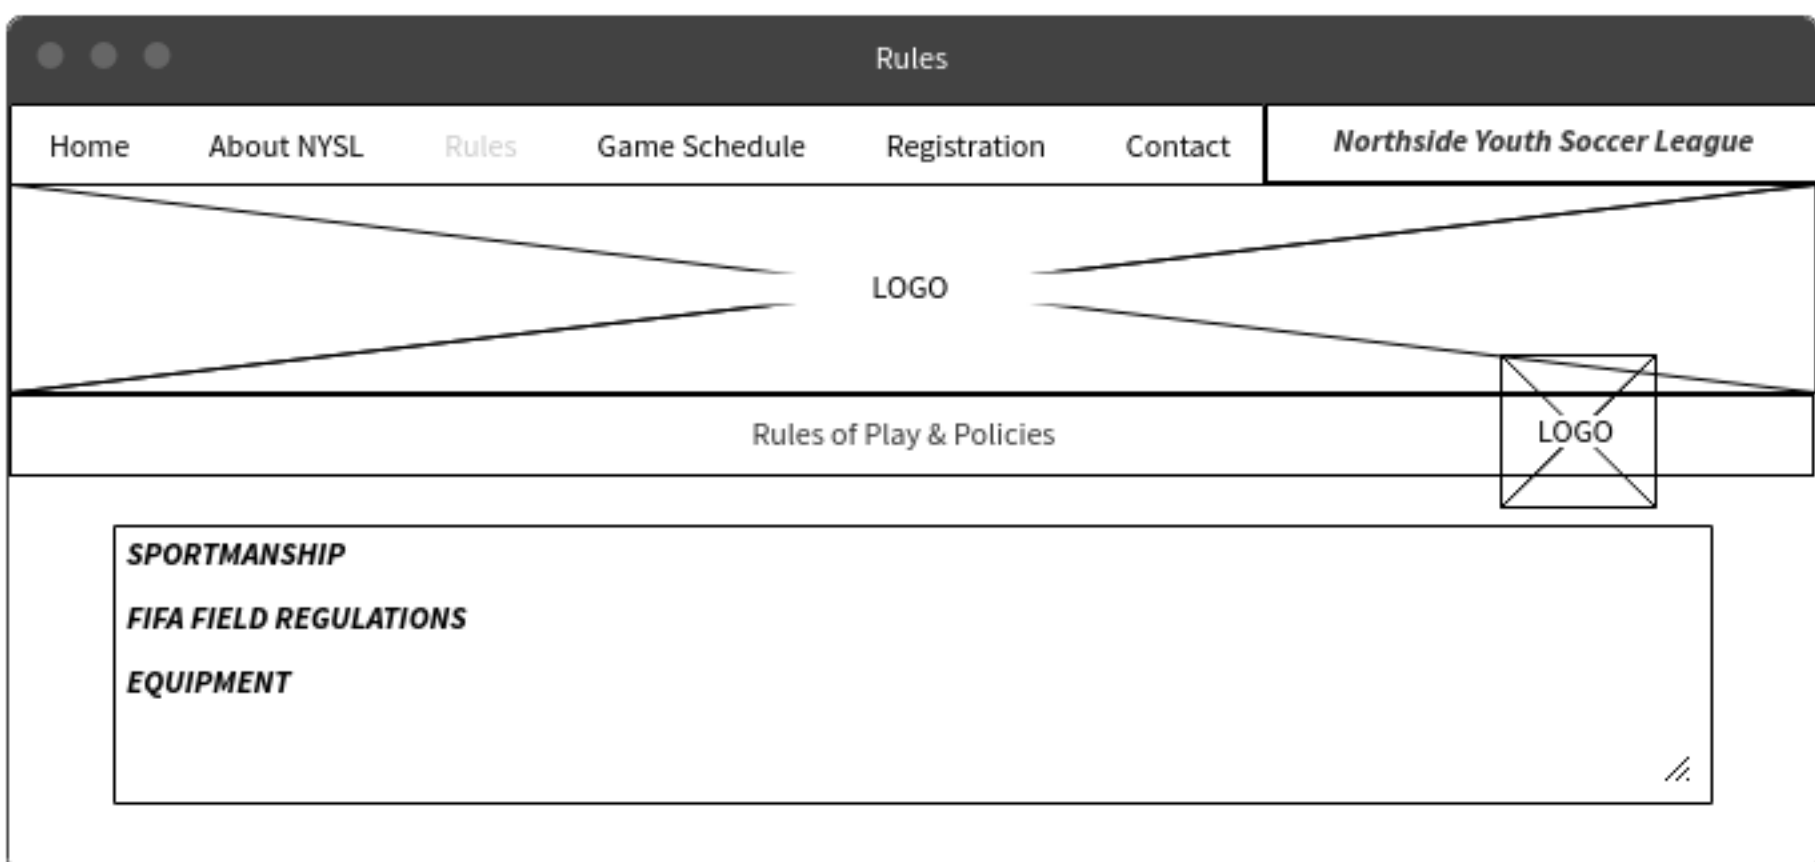 Rules
Home About NYSL Rules Game Schedule Registration Contact Northside Youth Soccer League
LOGO
Rules of Play & Policies
LOGO
SPORTMANSHIP
FIFA FIELD REGULATIONS
EQUIPMENT